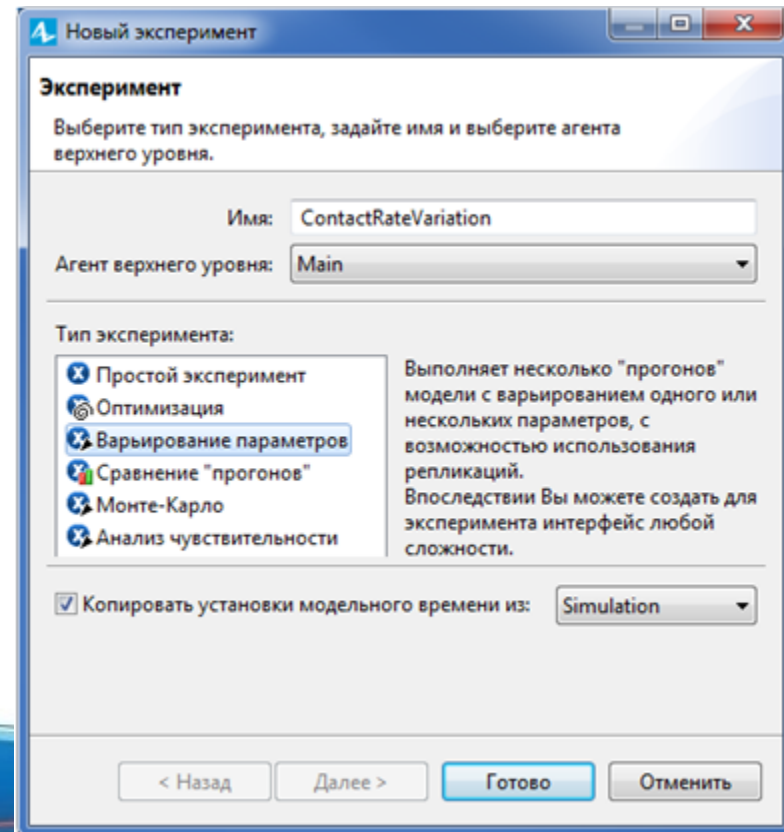 Новый эксперимент
Эксперимент
Выберите тип эксперимента, задайте имя и выберите агента
верхнего уровня.
Имя: ContactRateVariation
Агент верхнего уровня: Main
Тип эксперимента:
Простой эксперимент
Оптимизация
Варьирование параметров
Сравнение "прогонов"
Монте-Карло
Анализ чувствительности
Выполняет несколько "прогонов"
модели с варьированием одного или
нескольких параметров, с
возможностью использования
репликаций.
Впоследствии Вы можете создать для
эксперимента интерфейс любой
сложности.
Копировать установки модельного времени из: Simulation
< Назад Далее > Готово Отменить